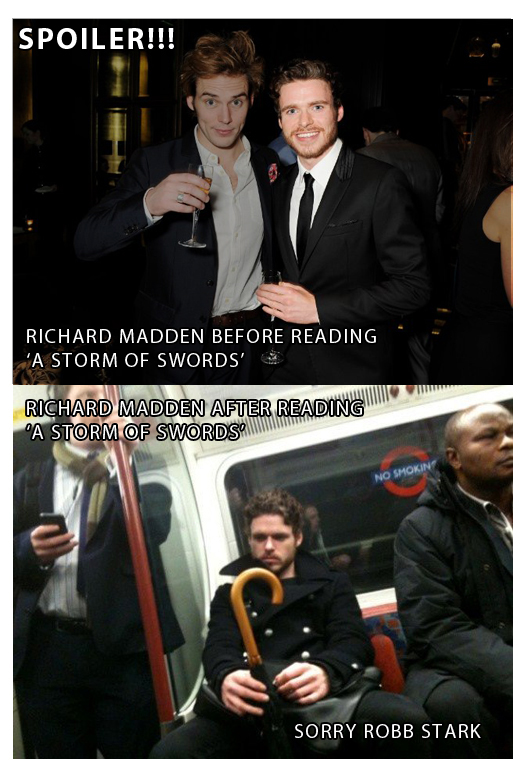 SPOILER!!!
RICHARD MADDEN BEFORE READING
'A STORM OF SWORDS'
RICHARD MADDEN AFTER READING
'A STORM OF SWORDS'
NO SMOKING
SORRY ROBB STARK